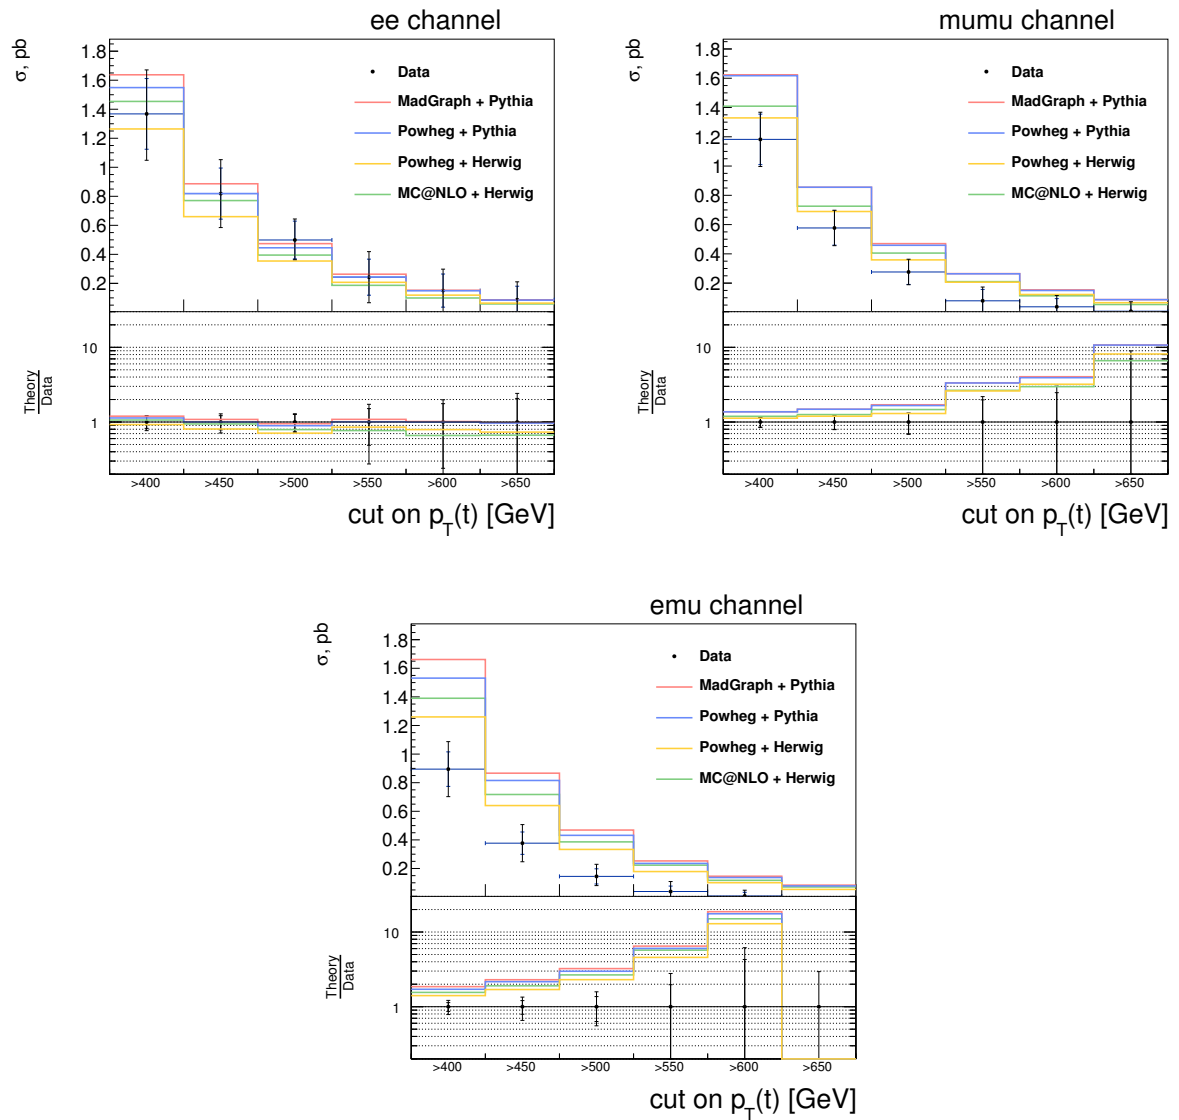 ee channel
σ, pb
1.8
1.6
1.4
1.2
1
0.8
0.6
0.4
0.2
Data
MadGraph + Pythia
Powheg + Pythia
Powheg + Herwig
MC@NLO + Herwig
Theory
Data
10
1
>400 >450 >500 >550 >600 >650
cut on p_T(t) [GeV]
mumu channel
σ, pb
1.8
1.6
1.4
1.2
1
0.8
0.6
0.4
0.2
Data
MadGraph + Pythia
Powheg + Pythia
Powheg + Herwig
MC@NLO + Herwig
Theory
Data
10
1
>400 >450 >500 >550 >600 >650
cut on p_T(t) [GeV]
emu channel
σ, pb
1.8
1.6
1.4
1.2
1
0.8
0.6
0.4
0.2
Data
MadGraph + Pythia
Powheg + Pythia
Powheg + Herwig
MC@NLO + Herwig
Theory
Data
10
1
>400 >450 >500 >550 >600 >650
cut on p_T(t) [GeV]